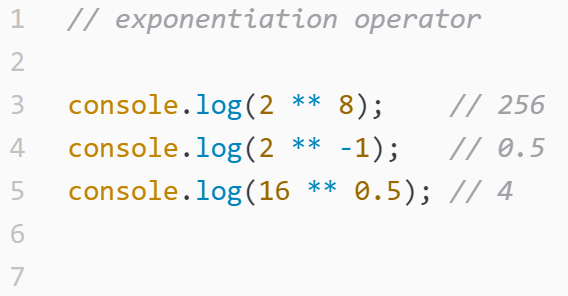 1 // exponentiation operator
2
3 console.log(2 ** 8);    // 256
4 console.log(2 ** -1);   // 0.5
5 console.log(16 ** 0.5); // 4
6
7